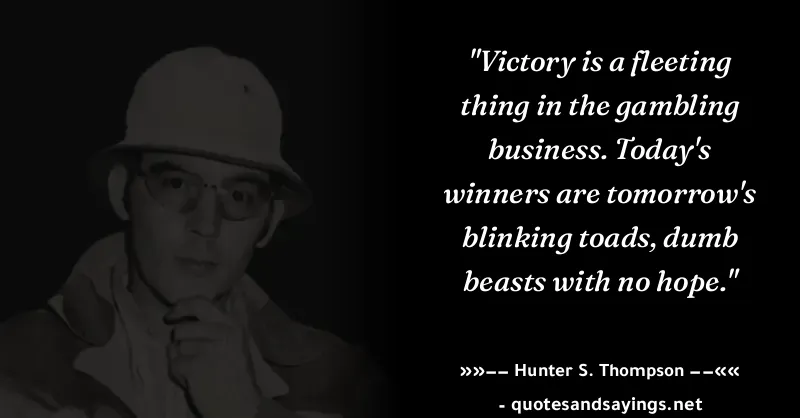 "Victory is a fleeting
thing in the gambling
business. Today's
winners are tomorrow's
blinking toads, dumb
beasts with no hope."
»»–– Hunter S. Thompson ––««
- quotesandsayings.net